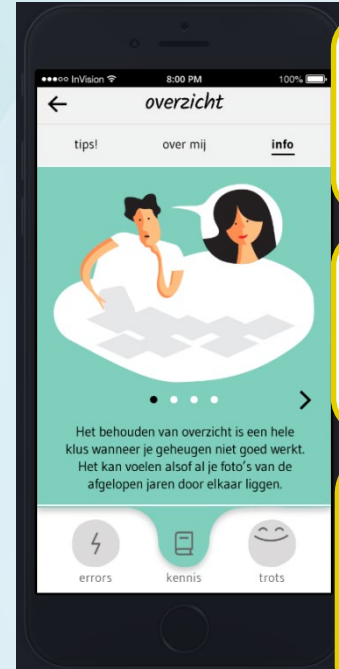 InVision 8:00 PM 100%
overzicht
tips! over mij info
Het behouden van overzicht is een hele
klus wanneer je geheugen niet goed werkt.
Het kan voelen alsof al je foto's van de
afgelopen jaren door elkaar liggen.
errors kennis trots